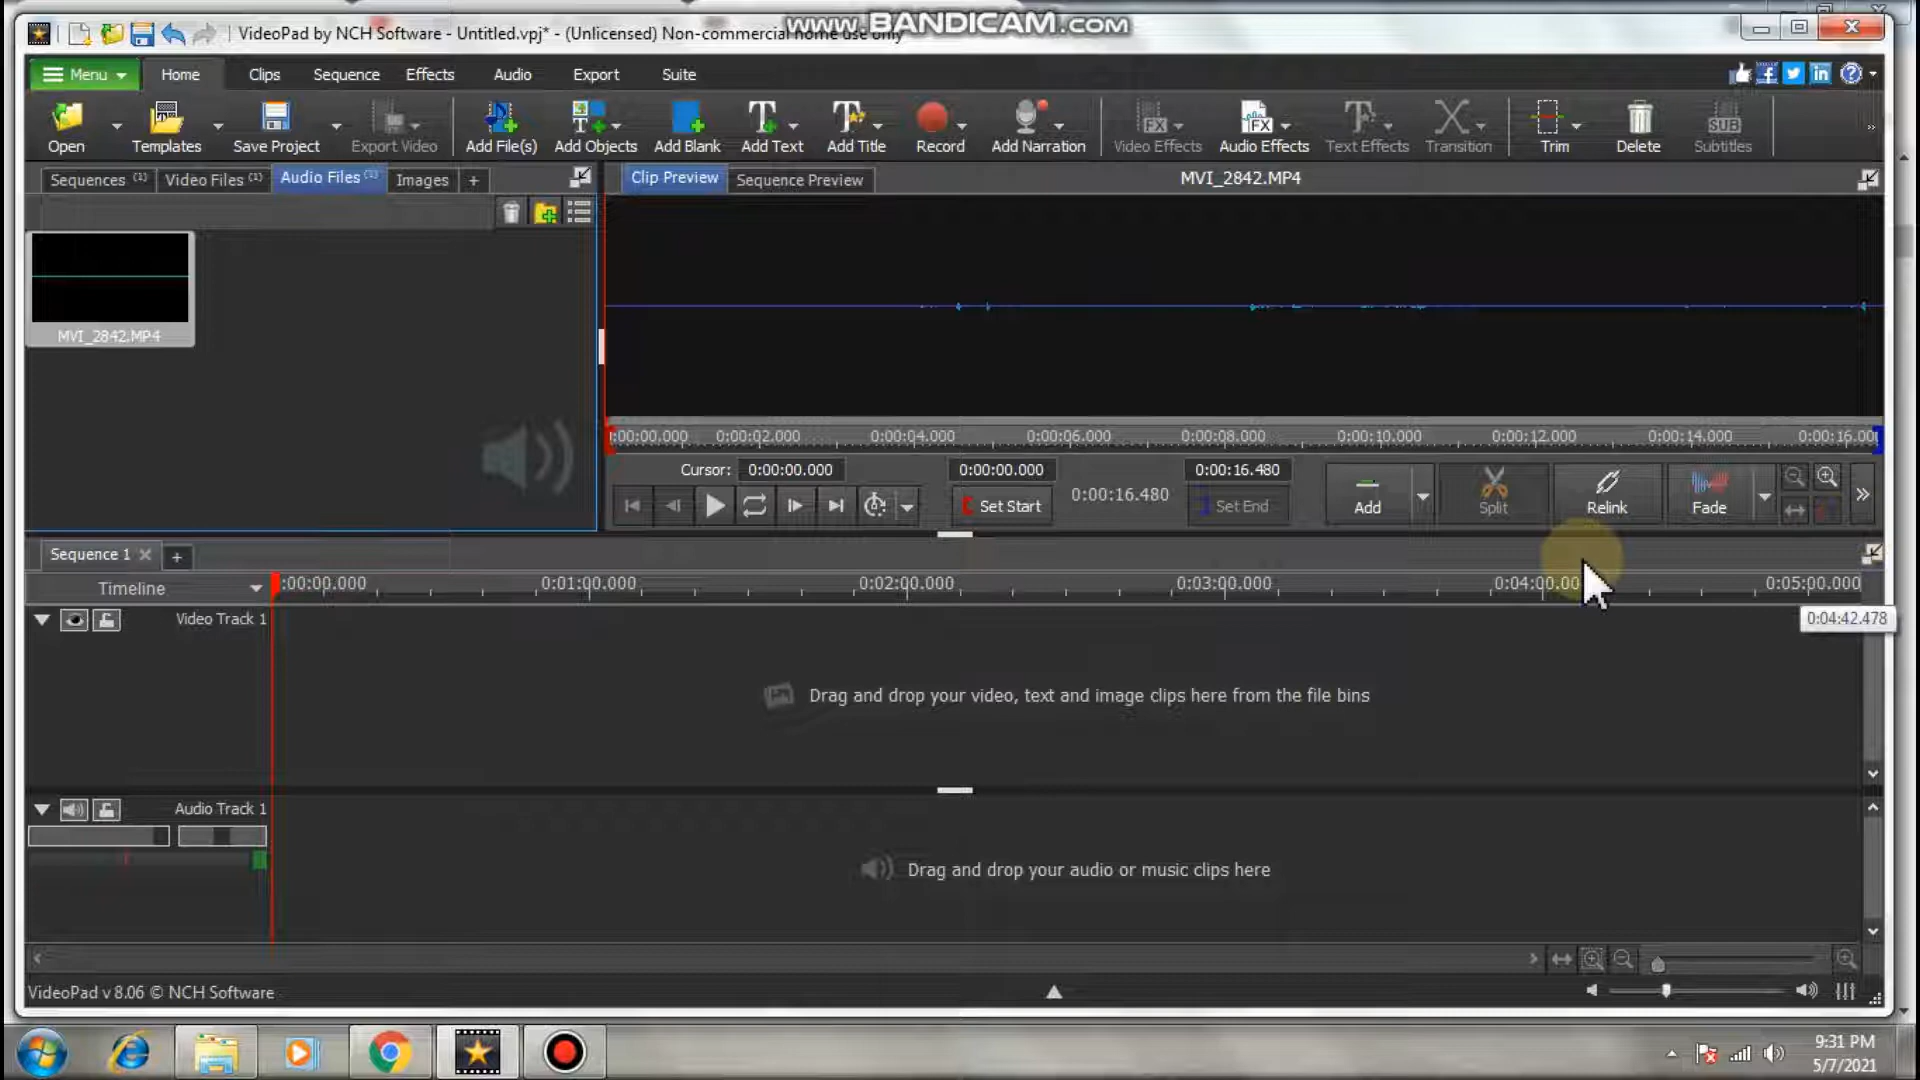 www.BANDICAM.com
VideoPad by NCH Software - Untitled.vpj* - (Unlicensed) Non-commercial home use only
Menu Home Clips Sequence Effects Audio Export Suite
Open Templates Save Project Export Video Add File(s) Add Objects Add Blank Add Text Add Title Record Add Narration Video Effects Audio Effects Text Effects Transition Trim Delete Subtitles
Sequences (1) Video Files (1) Audio Files (1) Images + Clip Preview Sequence Preview MVI_2842.MP4
MVI_2842.MP4
:00:00.000 0:00:02.000 0:00:04.000 0:00:06.000 0:00:08.000 0:00:10.000 0:00:12.000 0:00:14.000 0:00:16.00
Cursor: 0:00:00.000 0:00:00.000 0:00:16.480
Set Start 0:00:16.480 Set End Add Split Relink Fade
Sequence 1 +
Timeline :00:00.000 0:01:00.000 0:02:00.000 0:03:00.000 0:04:00.00 0:05:00.000
Video Track 1 0:04:42.478
Drag and drop your video, text and image clips here from the file bins
Audio Track 1
Drag and drop your audio or music clips here
VideoPad v 8.06 © NCH Software
9:31 PM
5/7/2021